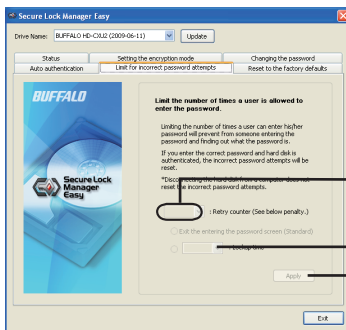 Secure Lock Manager Easy
Drive Name: BUFFALO HD-CXU2 (2009-06-11) Update
Status Setting the encryption mode Changing the password
Auto authentication Limit for incorrect password attempts Reset to the factory defaults
BUFFALO
Secure Lock
Manager
Easy
Limit the number of times a user is allowed to
enter the password.
Limiting the number of times a user can enter his/her
password will prevent from someone entering the
password and finding out what the password is.
If you enter the correct password and hard disk is
authenticated, the incorrect password attempts will be
reset.
*Disconnecting the hard disk from a computer does not
reset the incorrect password attempts.
: Retry counter (See below penalty.)
Exit the entering the password screen (Standard)
: Lockup time
Apply
Exit